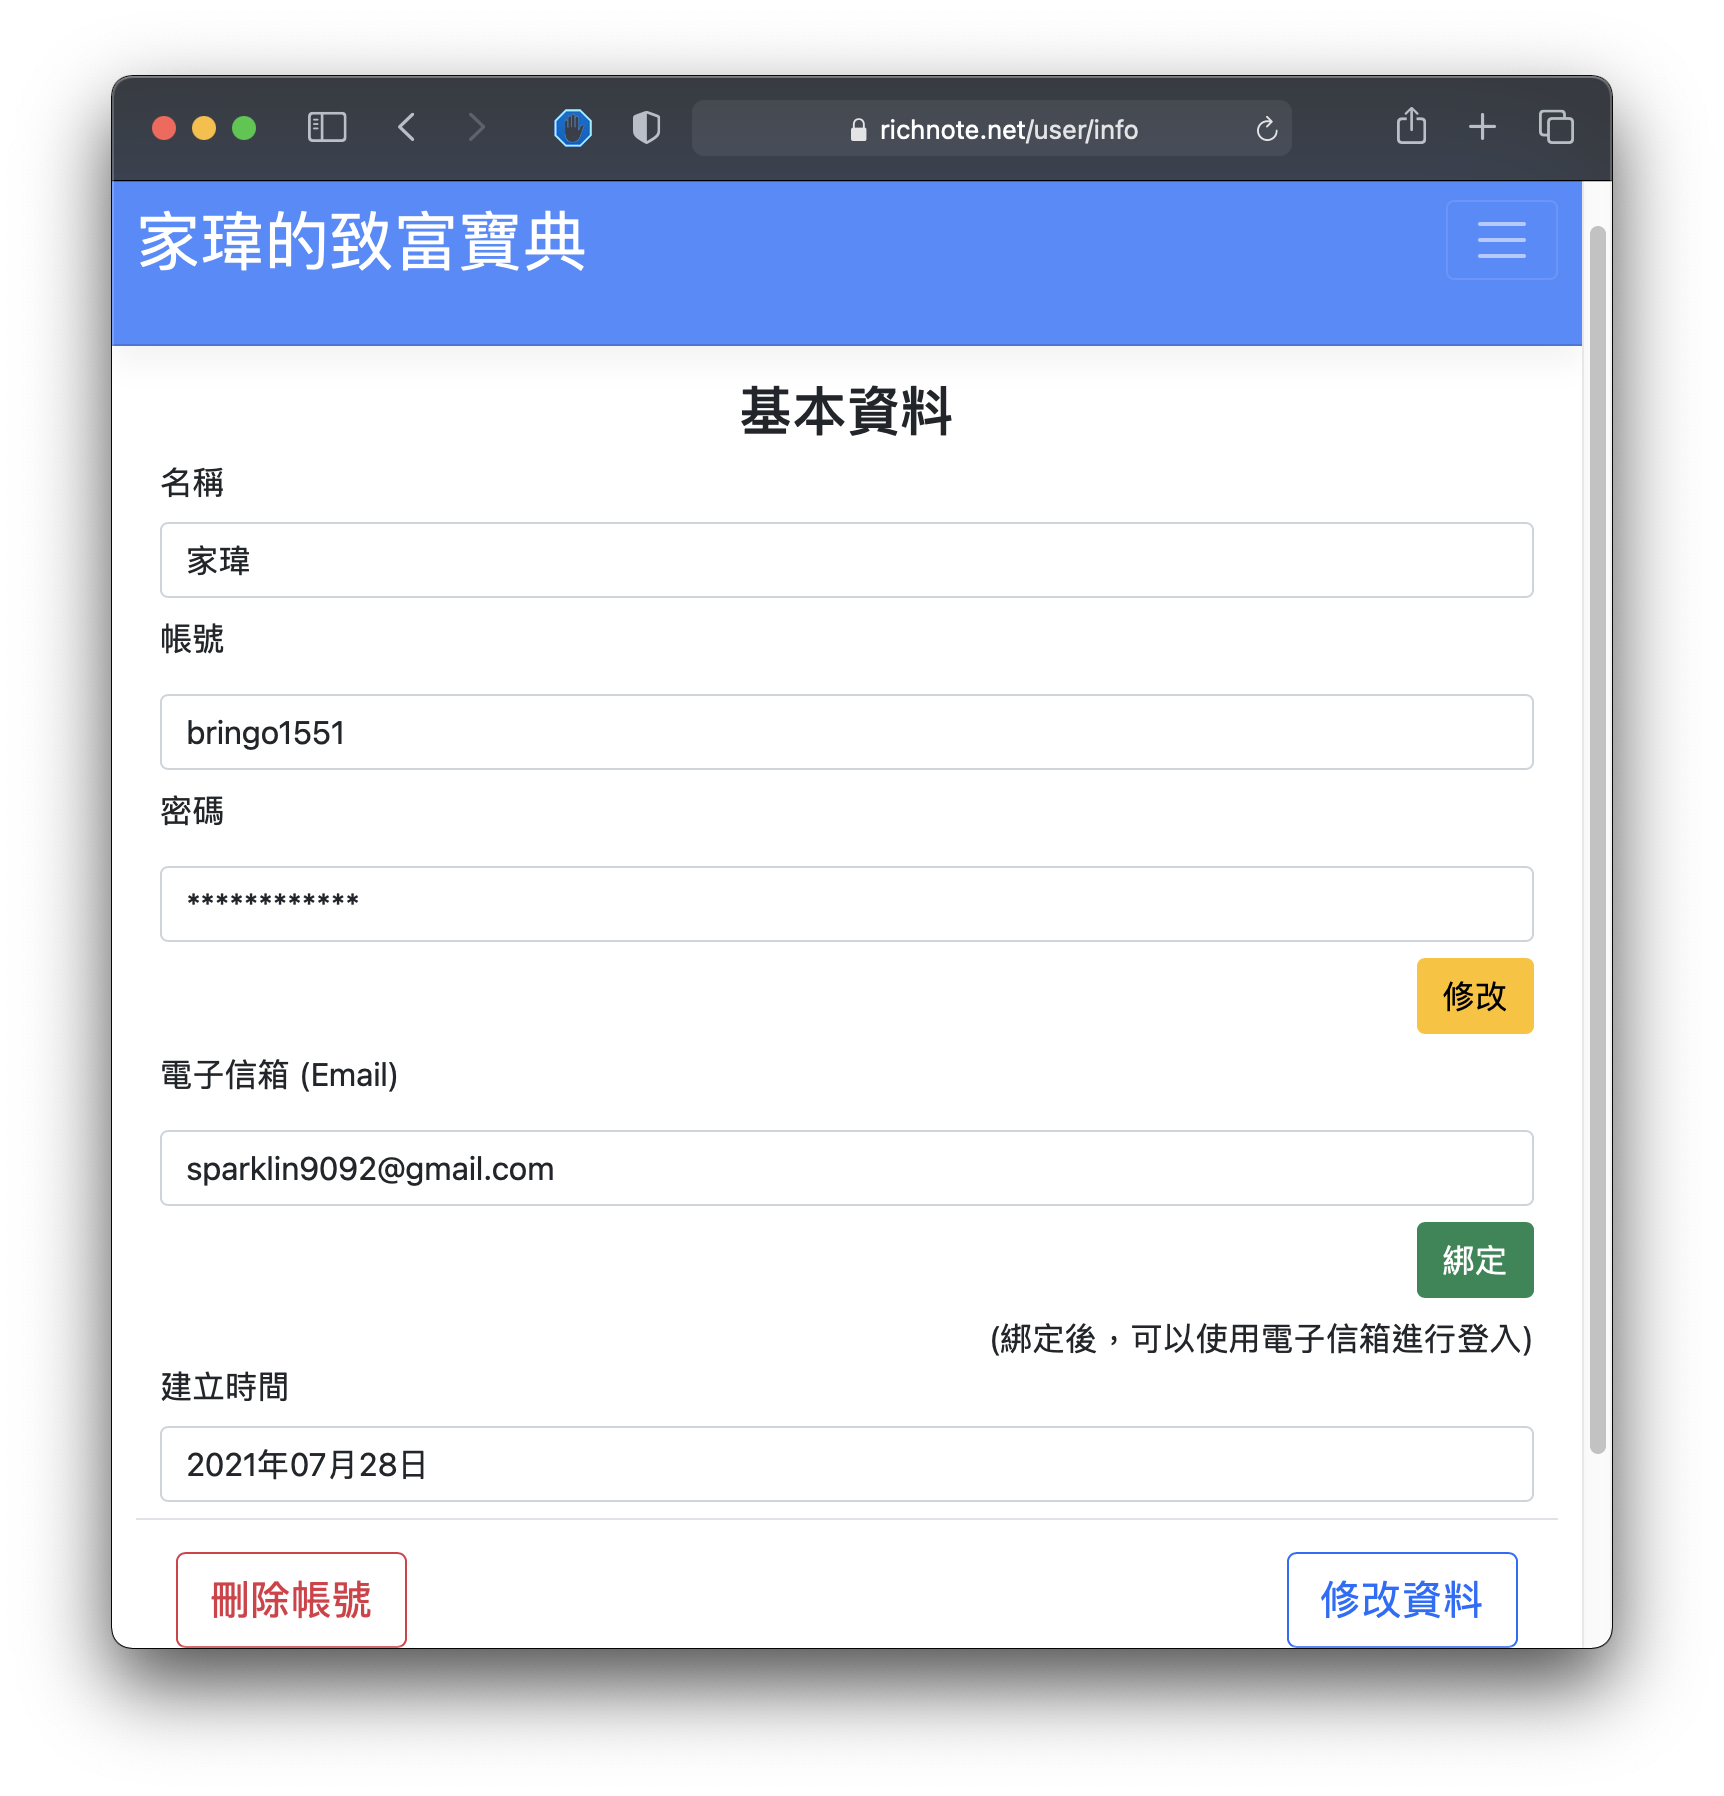 richnote.net/user/info
家瑋的致富寶典
基本資料
名稱
家瑋
帳號
bringo1551
密碼
************
修改
電子信箱 (Email)
sparklin9092@gmail.com
綁定
(綁定後，可以使用電子信箱進行登入)
建立時間
2021年07月28日
刪除帳號
修改資料